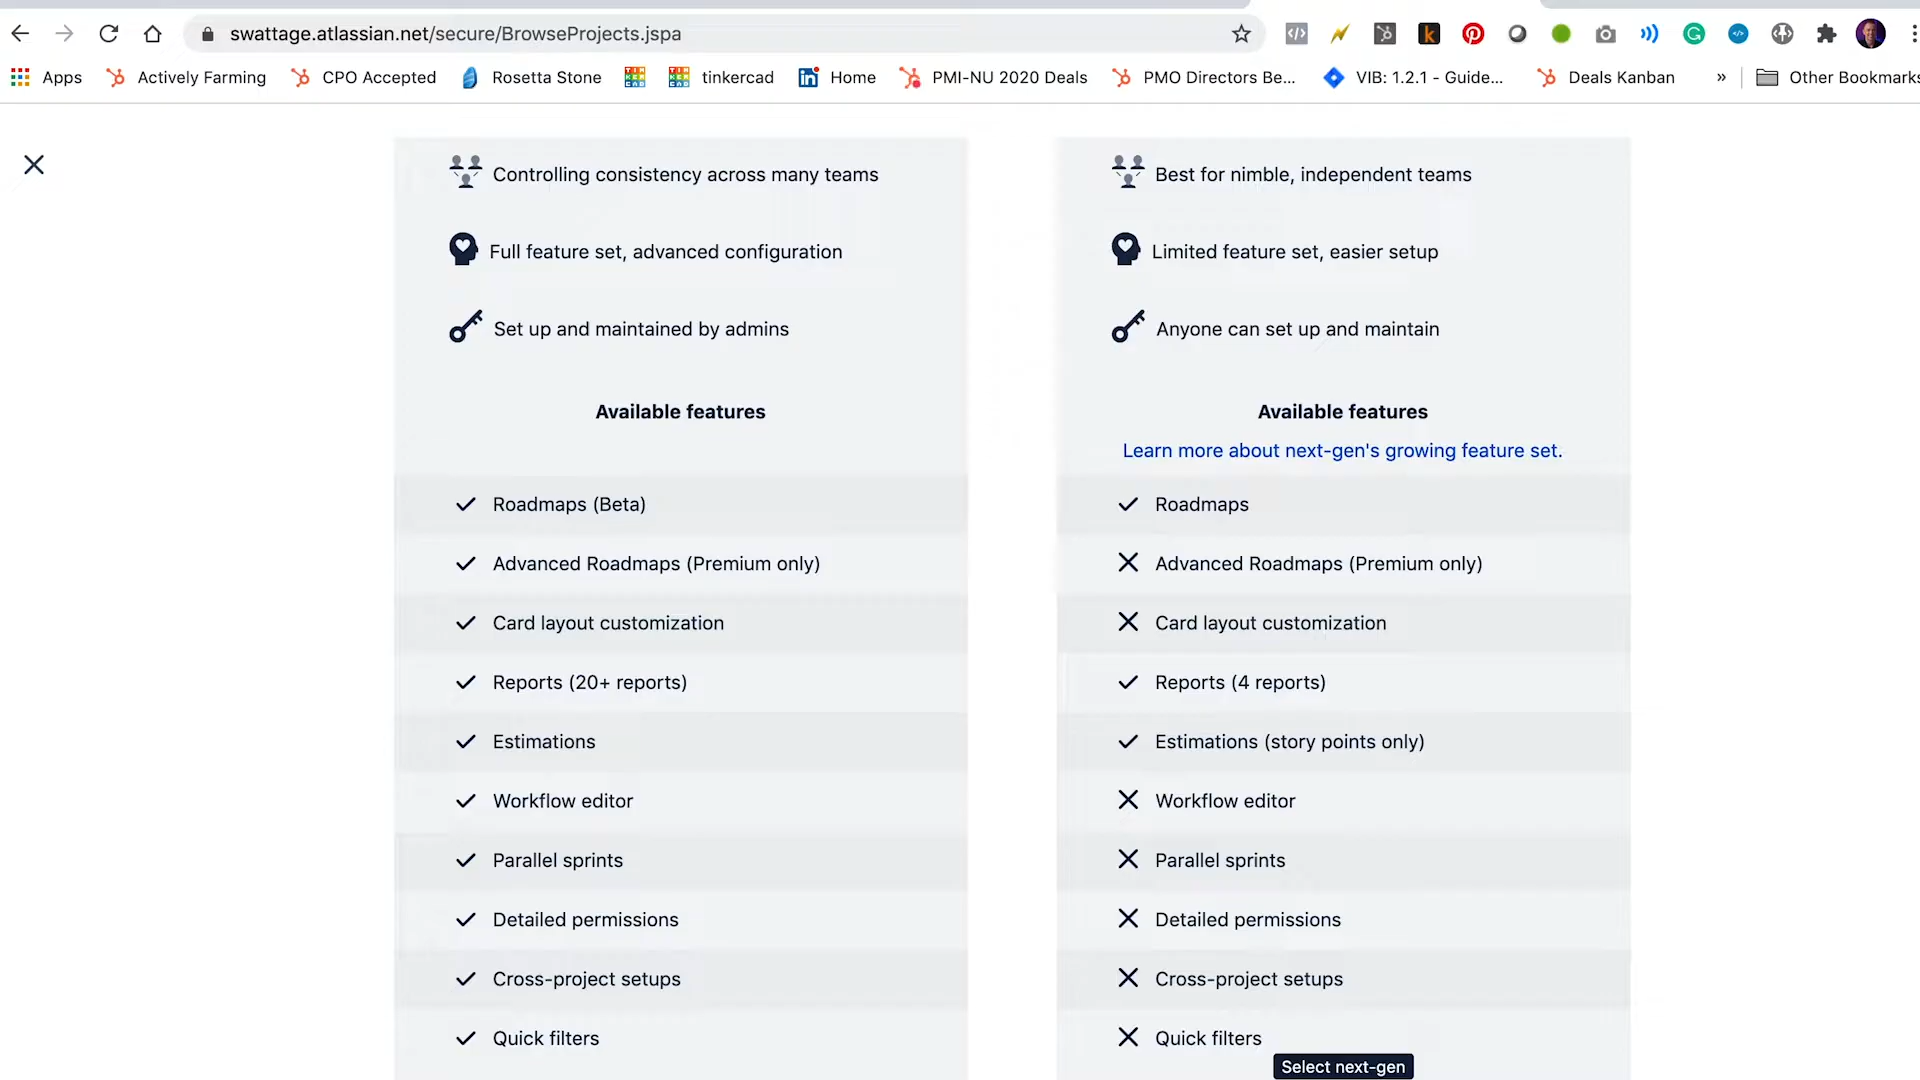 swattage.atlassian.net/secure/BrowseProjects.jspa
Apps Actively Farming CPO Accepted Rosetta Stone tinkercad Home PMI-NU 2020 Deals PMO Directors Be... VIB: 1.2.1 - Guide... Deals Kanban » Other Bookmarks
Controlling consistency across many teams
Full feature set, advanced configuration
Set up and maintained by admins
Available features
Roadmaps (Beta)
Advanced Roadmaps (Premium only)
Card layout customization
Reports (20+ reports)
Estimations
Workflow editor
Parallel sprints
Detailed permissions
Cross-project setups
Quick filters
Best for nimble, independent teams
Limited feature set, easier setup
Anyone can set up and maintain
Available features
Learn more about next-gen's growing feature set.
Roadmaps
Advanced Roadmaps (Premium only)
Card layout customization
Reports (4 reports)
Estimations (story points only)
Workflow editor
Parallel sprints
Detailed permissions
Cross-project setups
Quick filters
Select next-gen